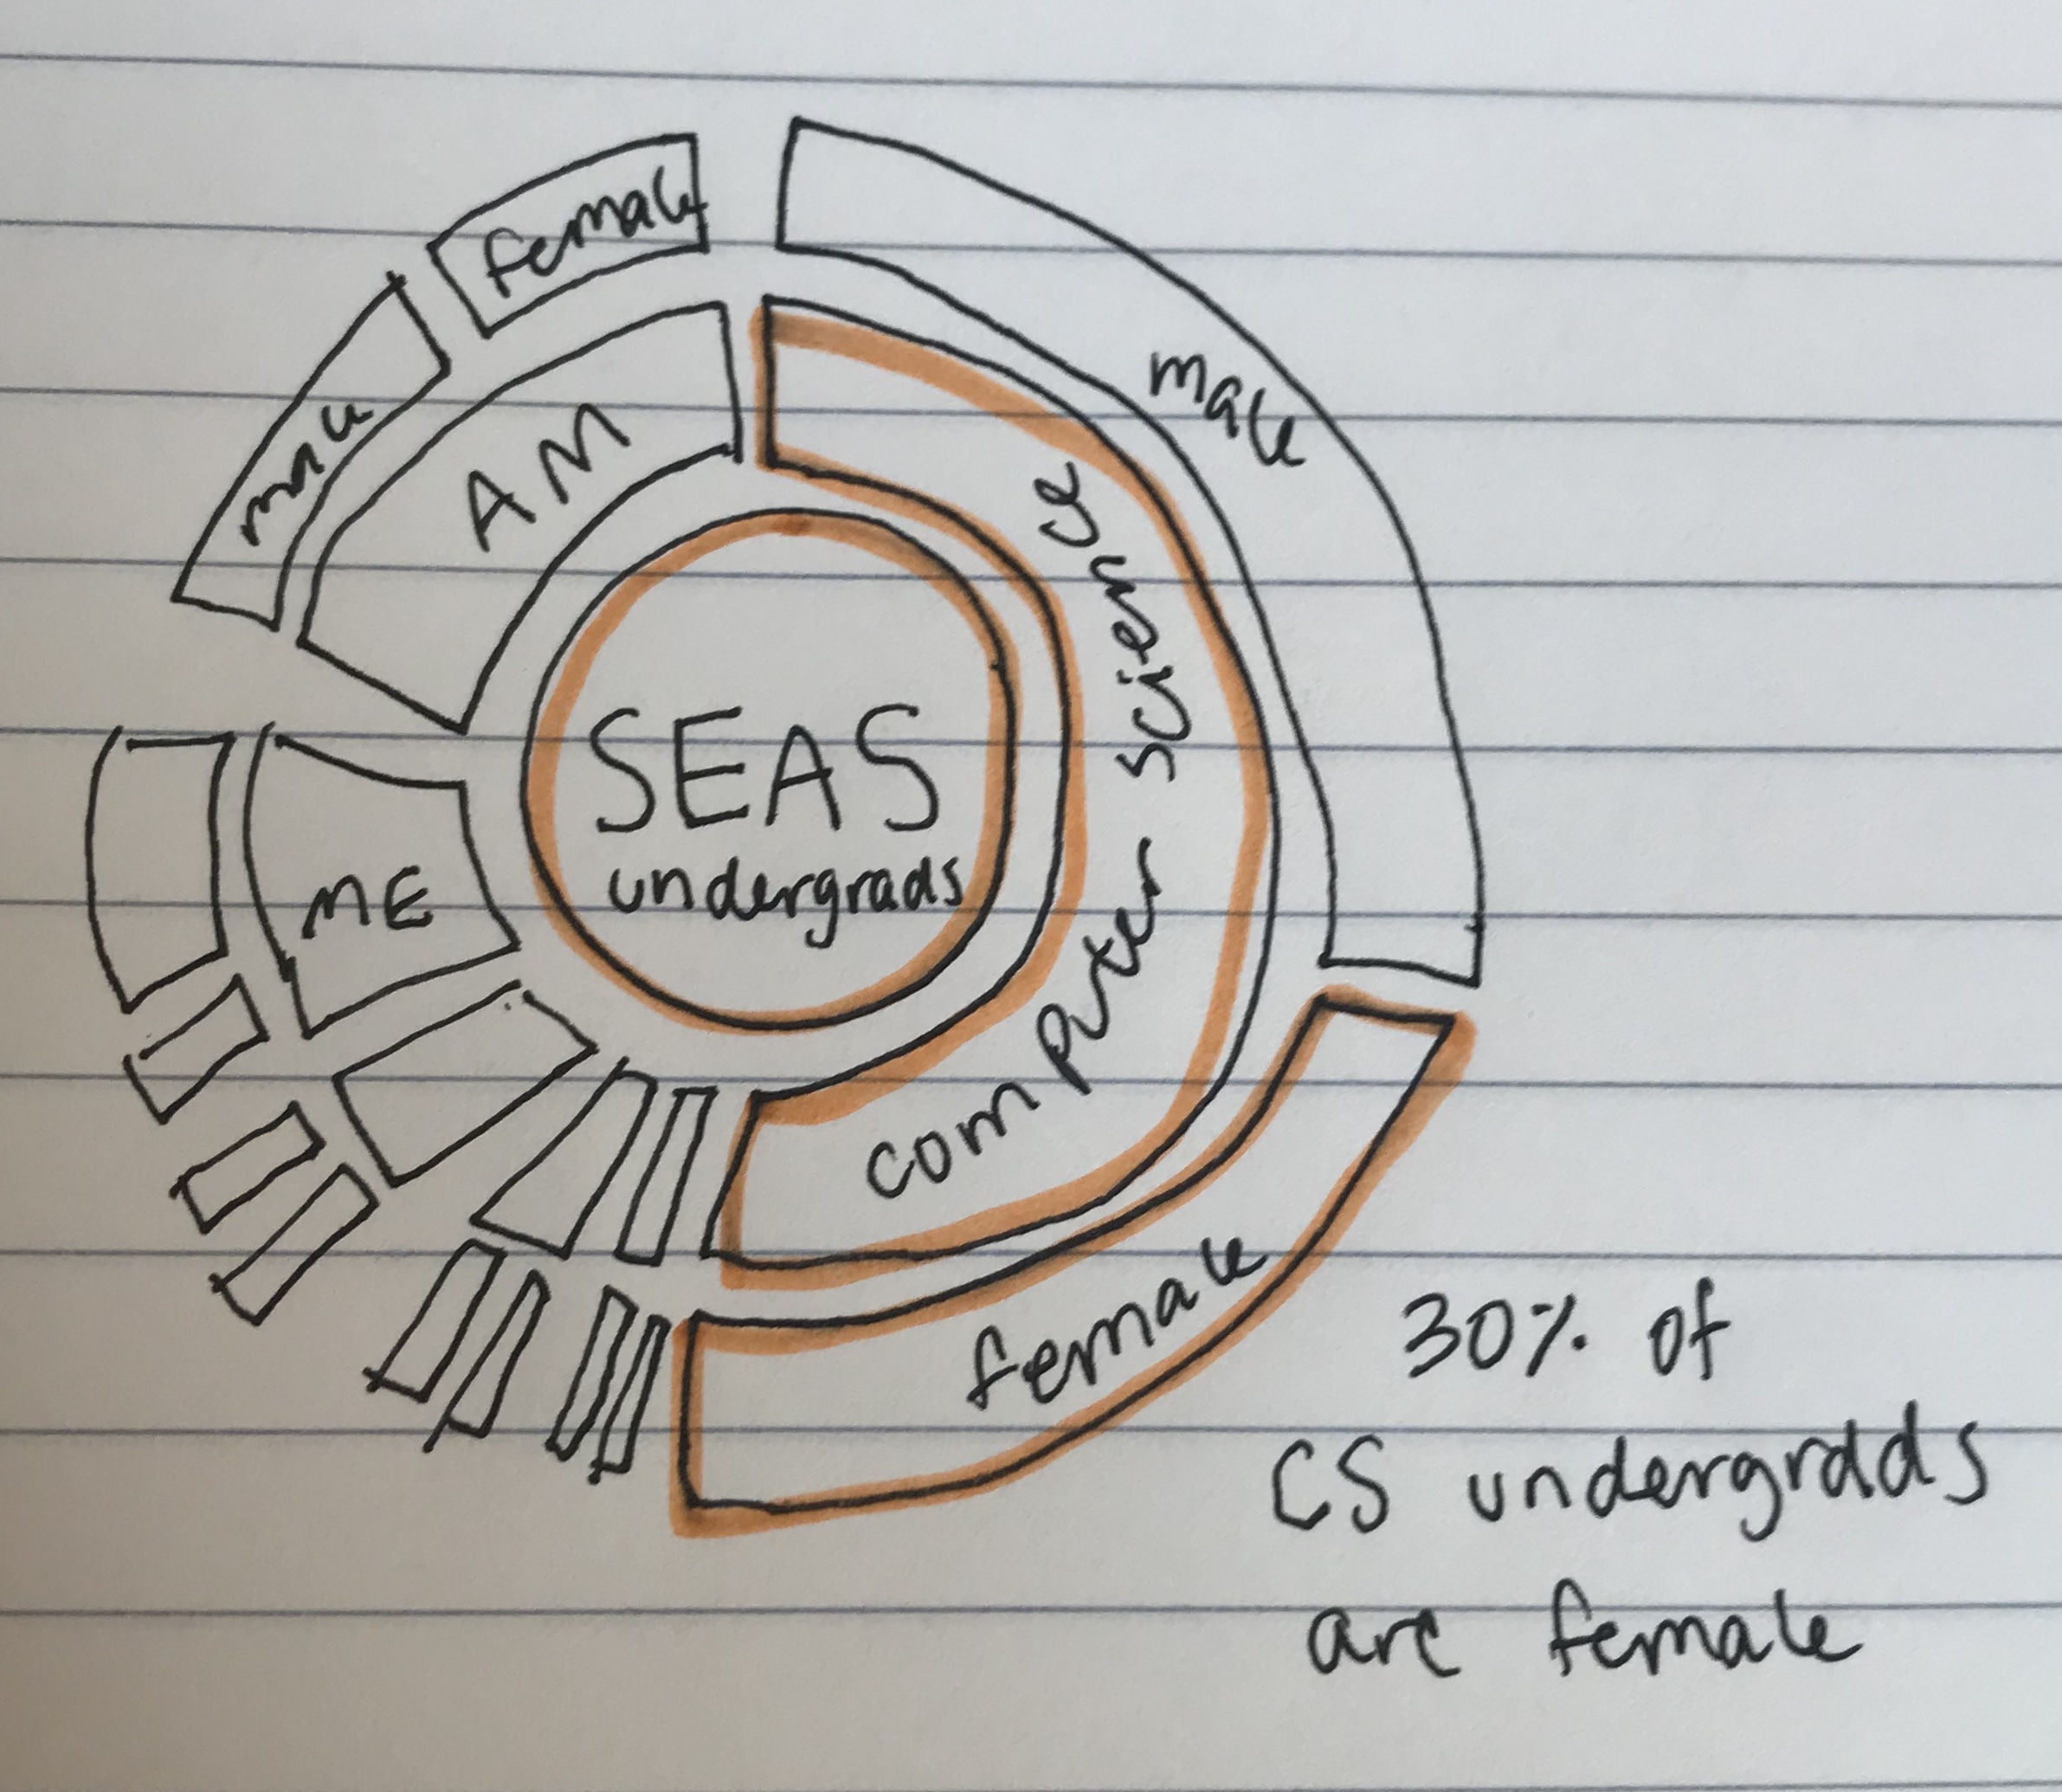 female
male
male
AM
computer science
SEAS
undergrads
ME
female
30% of
CS undergrads
are female